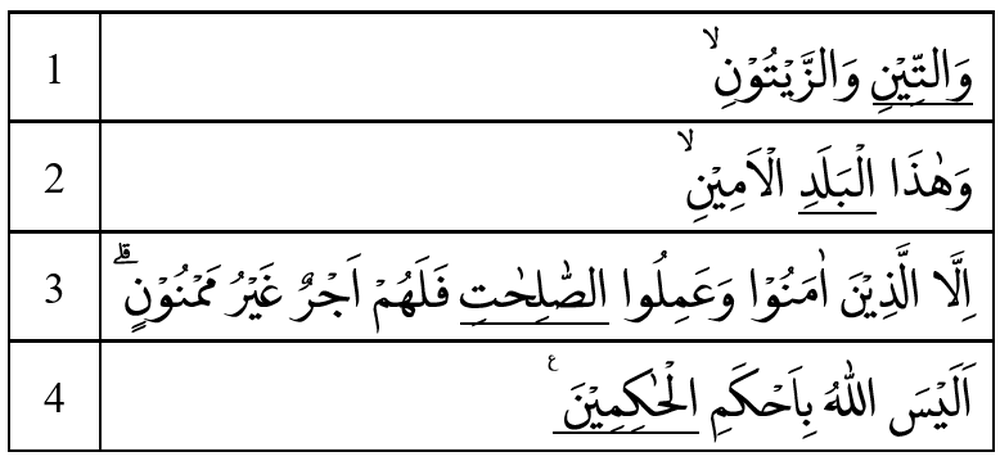 1 وَالتِّيْنِ وَالزَّيْتُوْنِۙ
2 وَهٰذَا الْبَلَدِ الْاَمِيْنِۙ
3 اِلَّا الَّذِيْنَ اٰمَنُوْا وَعَمِلُوا الصّٰلِحٰتِ فَلَهُمْ اَجْرٌ غَيْرُ مَمْنُوْنٍۗ
4 اَلَيْسَ اللّٰهُ بِاَحْكَمِ الْحٰكِمِيْنَ ࣖ